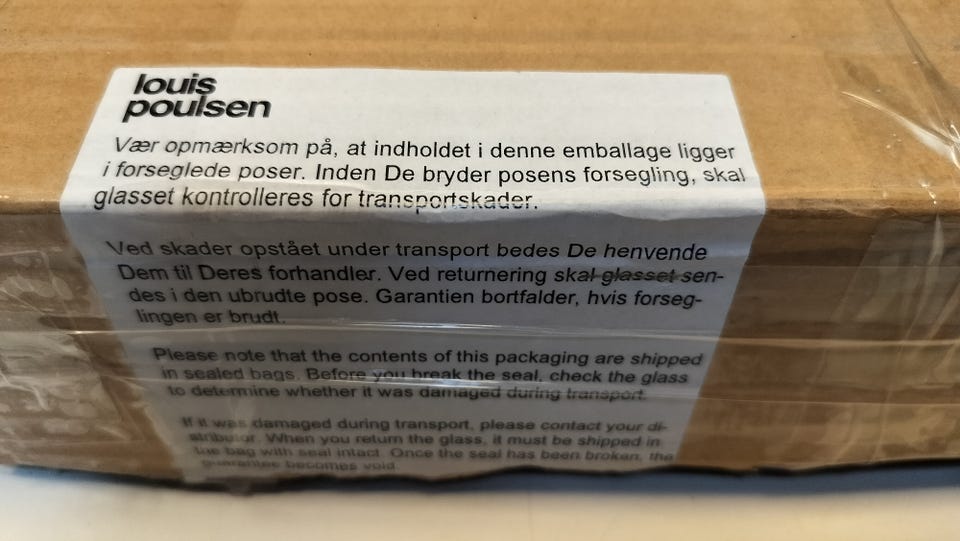 louis
poulsen
Vær opmærksom på, at indholdet i denne emballage ligger
i forseglede poser. Inden De bryder posens forsegling, skal
glasset kontrolleres for transportskader.
Ved skader opstået under transport bedes De henvende
Dem til Deres forhandler. Ved returnering skal glasset sen-
des i den ubrudte pose. Garantien bortfalder, hvis forseg-
lingen er brudt.
Please note that the contents of this packaging are shipped
in sealed bags. Before you break the seal, check the glass
to determine whether it was damaged during transport.
If it was damaged during transport, please contact your di-
stributor. When you return the glass, it must be shipped in
the bag with seal intact. Once the seal has been broken, the
guarantee becomes void.